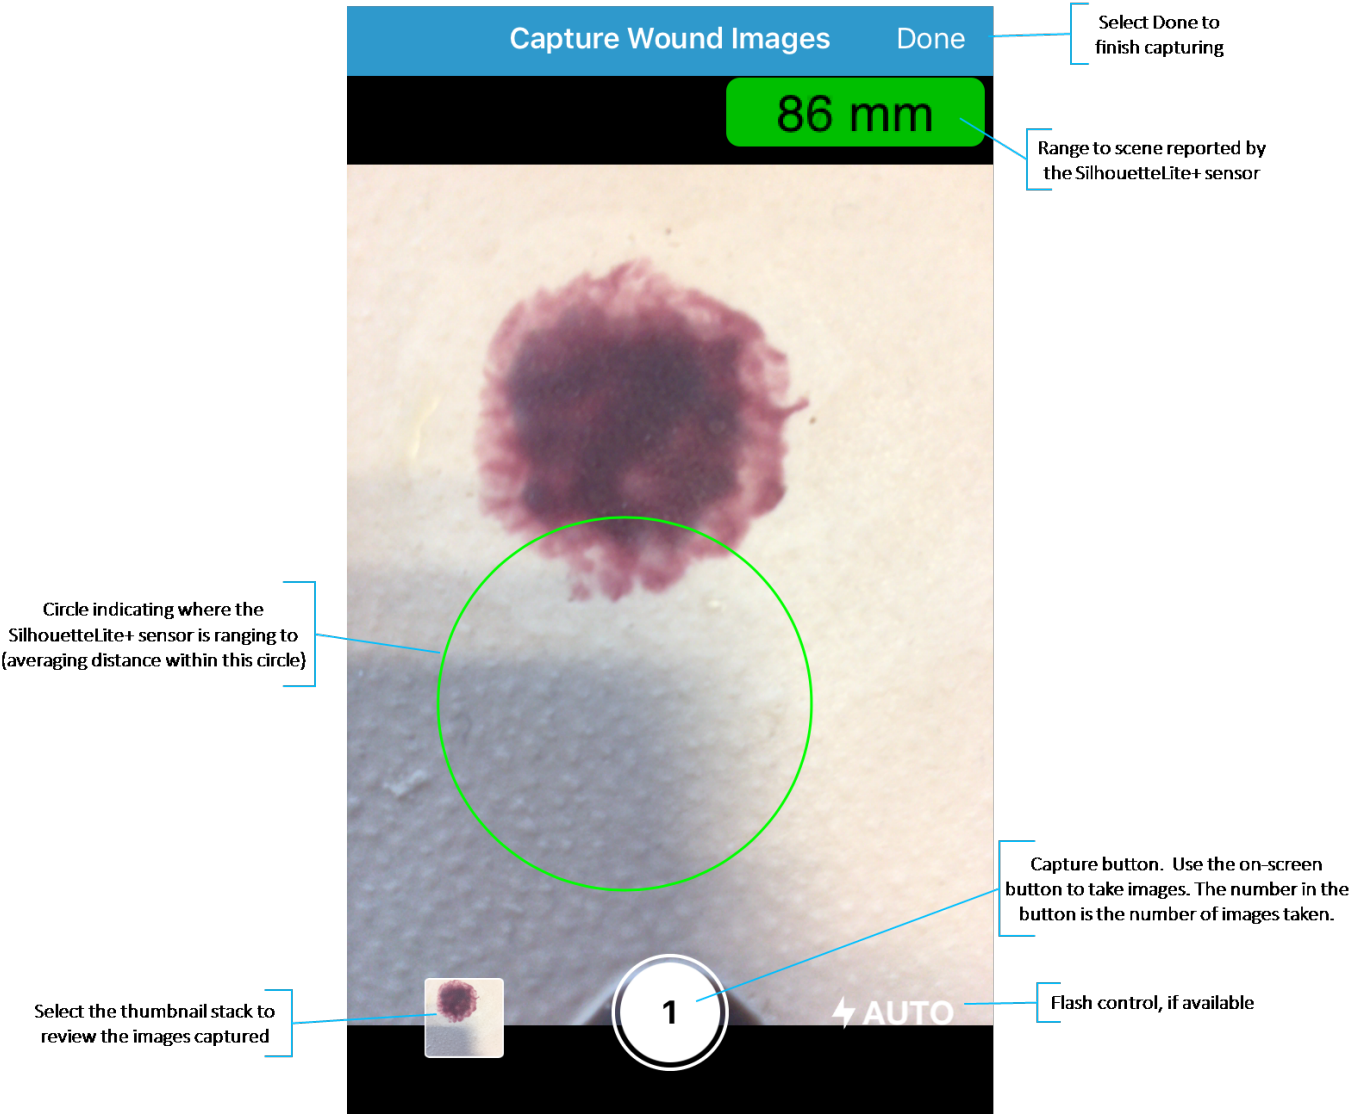 Capture Wound Images
Done
Select Done to
finish capturing
86 mm
Range to scene reported by
the SilhouetteLite+ sensor
Circle indicating where the
SilhouetteLite+ sensor is ranging to
(averaging distance within this circle)
Capture button.  Use the on-screen
button to take images. The number in the
button is the number of images taken.
Select the thumbnail stack to
review the images captured
1
AUTO
Flash control, if available